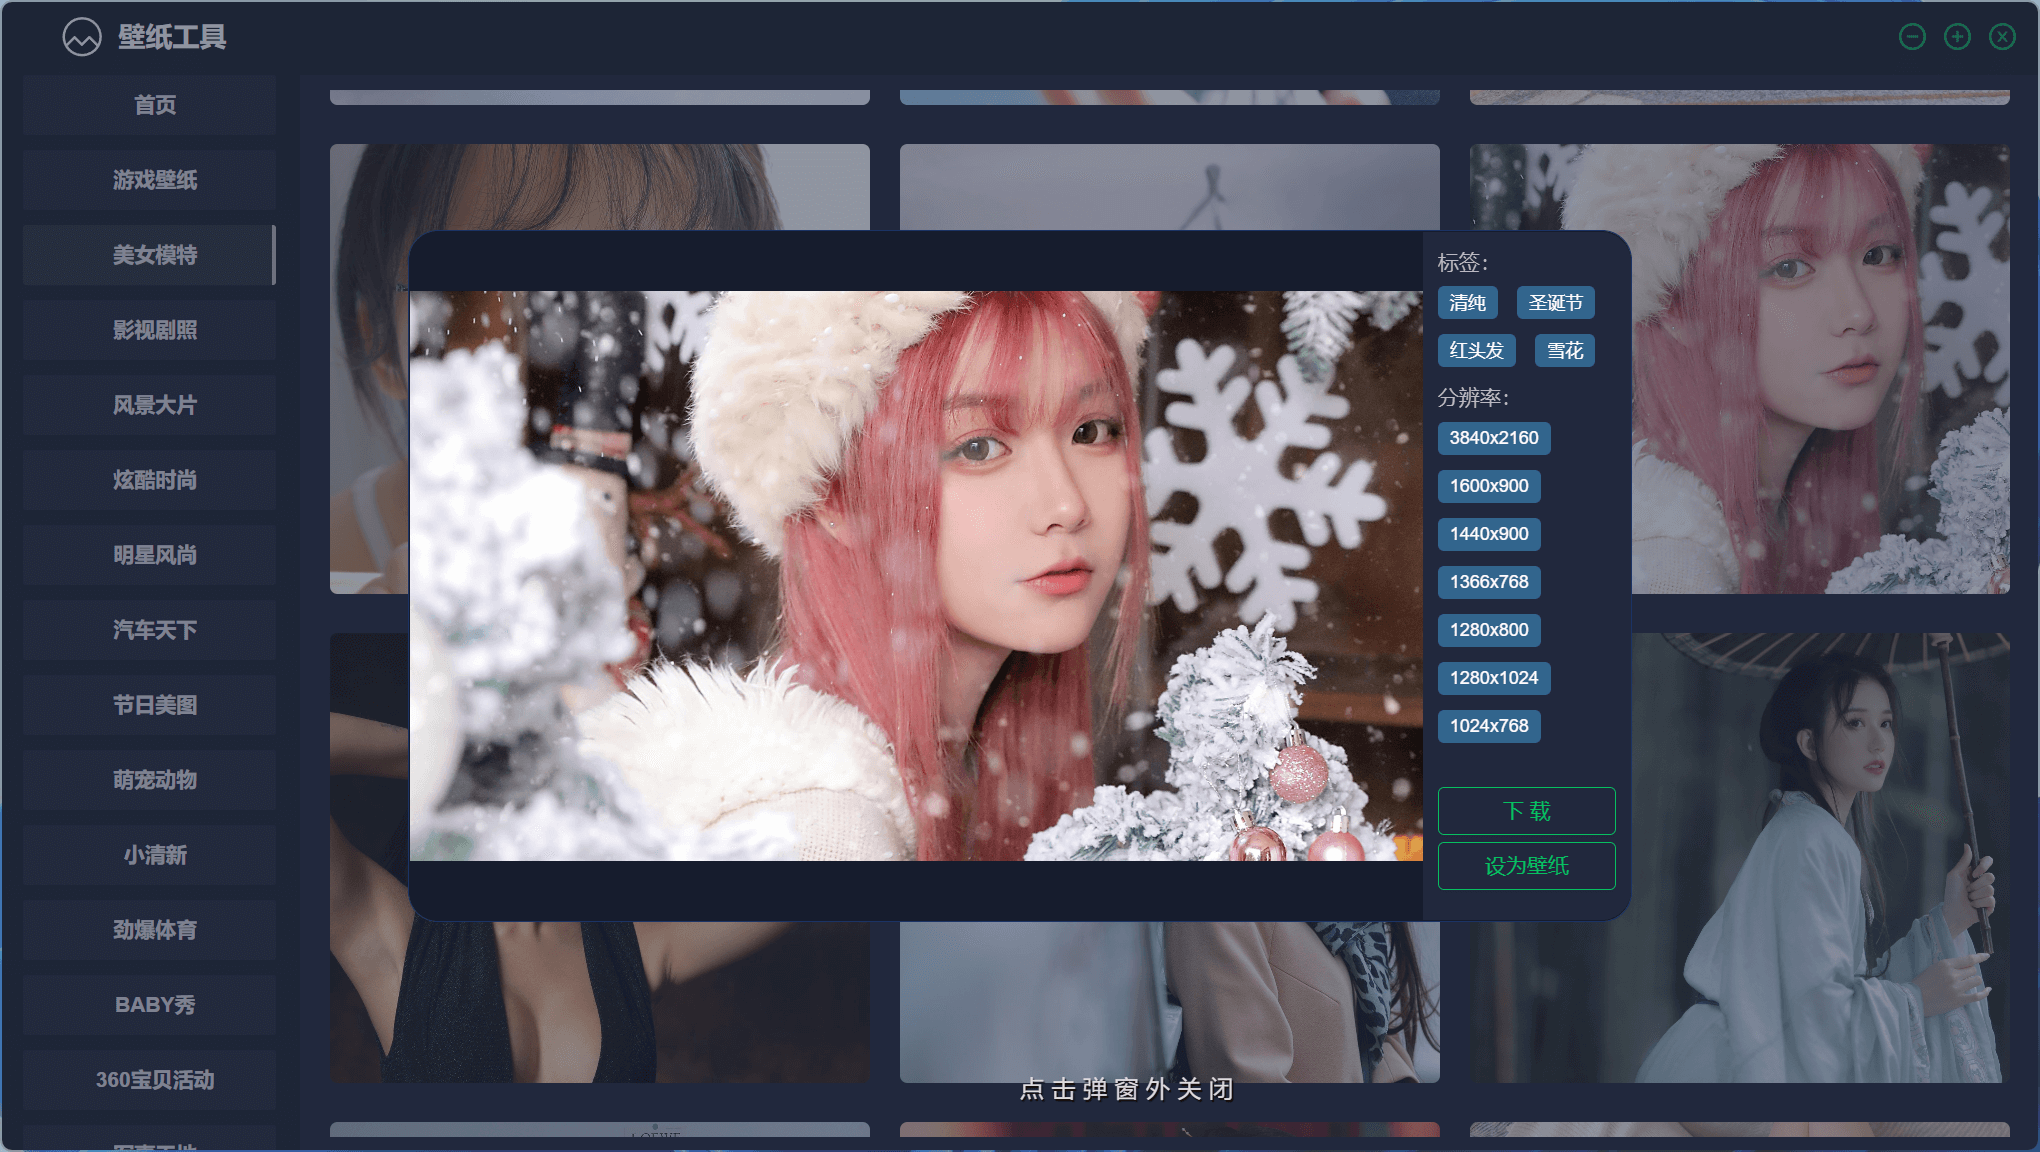 壁纸工具
首页
游戏壁纸
美女模特
影视剧照
风景大片
炫酷时尚
明星风尚
汽车天下
节日美图
萌宠动物
小清新
劲爆体育
BABY秀
360宝贝活动
标签：
清纯 圣诞节
红头发 雪花
分辨率：
3840x2160
1600x900
1440x900
1366x768
1280x800
1280x1024
1024x768
下 载
设为壁纸
点击弹窗外关闭